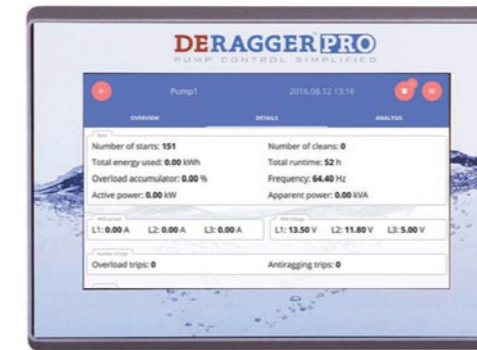 DERAGGER PRO
PUMP CONTROL SIMPLIFIED
Pump1 2016.08.12 13:16
OVERVIEW DETAILS ANALYSIS
Number of starts: 151 Number of cleans: 0
Total energy used: 0.00 kWh Total runtime: 52 h
Overload accumulator: 0.00 % Frequency: 64.40 Hz
Active power: 0.00 kW Apparent power: 0.00 kVA
L1: 0.00 A L2: 0.00 A L3: 0.00 A L1: 13.50 V L2: 11.80 V L3: 5.00 V
Overload trips: 0 Antiragging trips: 0